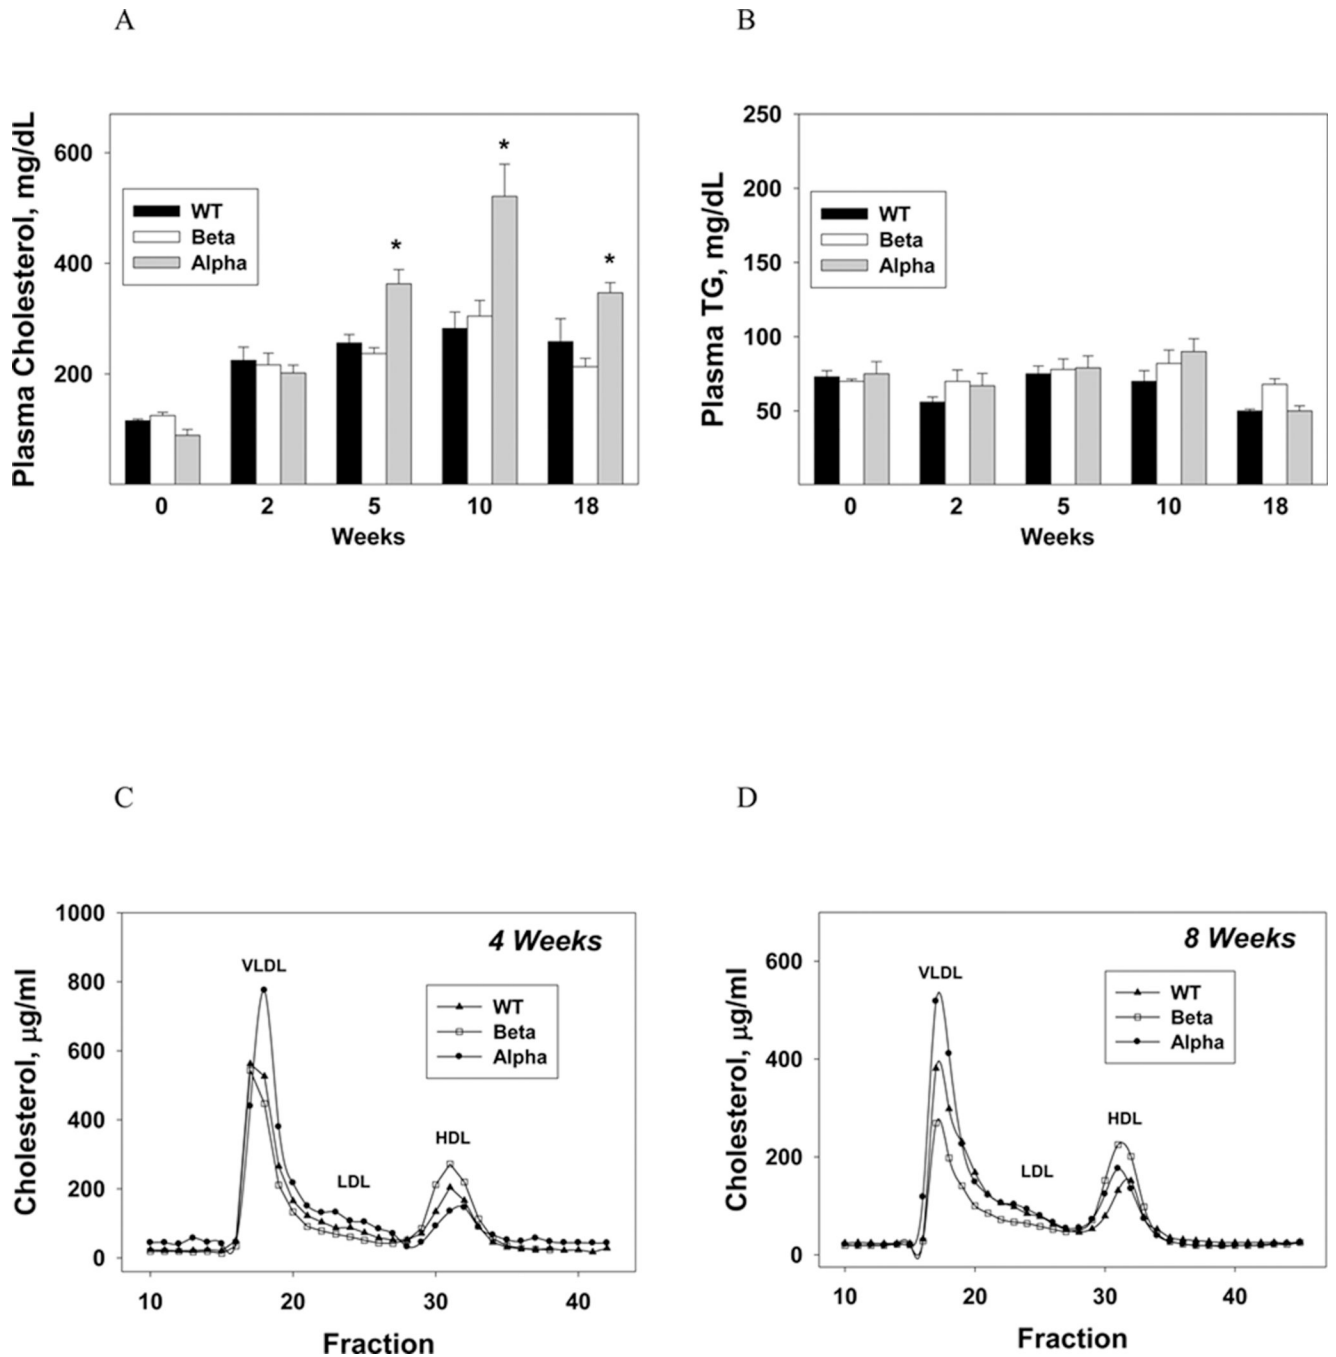 A
Plasma Cholesterol, mg/dL
600
400
200
WT
Beta
Alpha
*
*
*
0 2 5 10 18
Weeks
B
Plasma TG, mg/dL
250
200
150
100
50
WT
Beta
Alpha
0 2 5 10 18
Weeks
C
Cholesterol, μg/ml
1000
800
600
400
200
0
4 Weeks
VLDL
WT
Beta
Alpha
HDL
LDL
10 20 30 40
Fraction
D
Cholesterol, μg/ml
600
400
200
0
8 Weeks
VLDL
WT
Beta
Alpha
HDL
LDL
10 20 30 40
Fraction